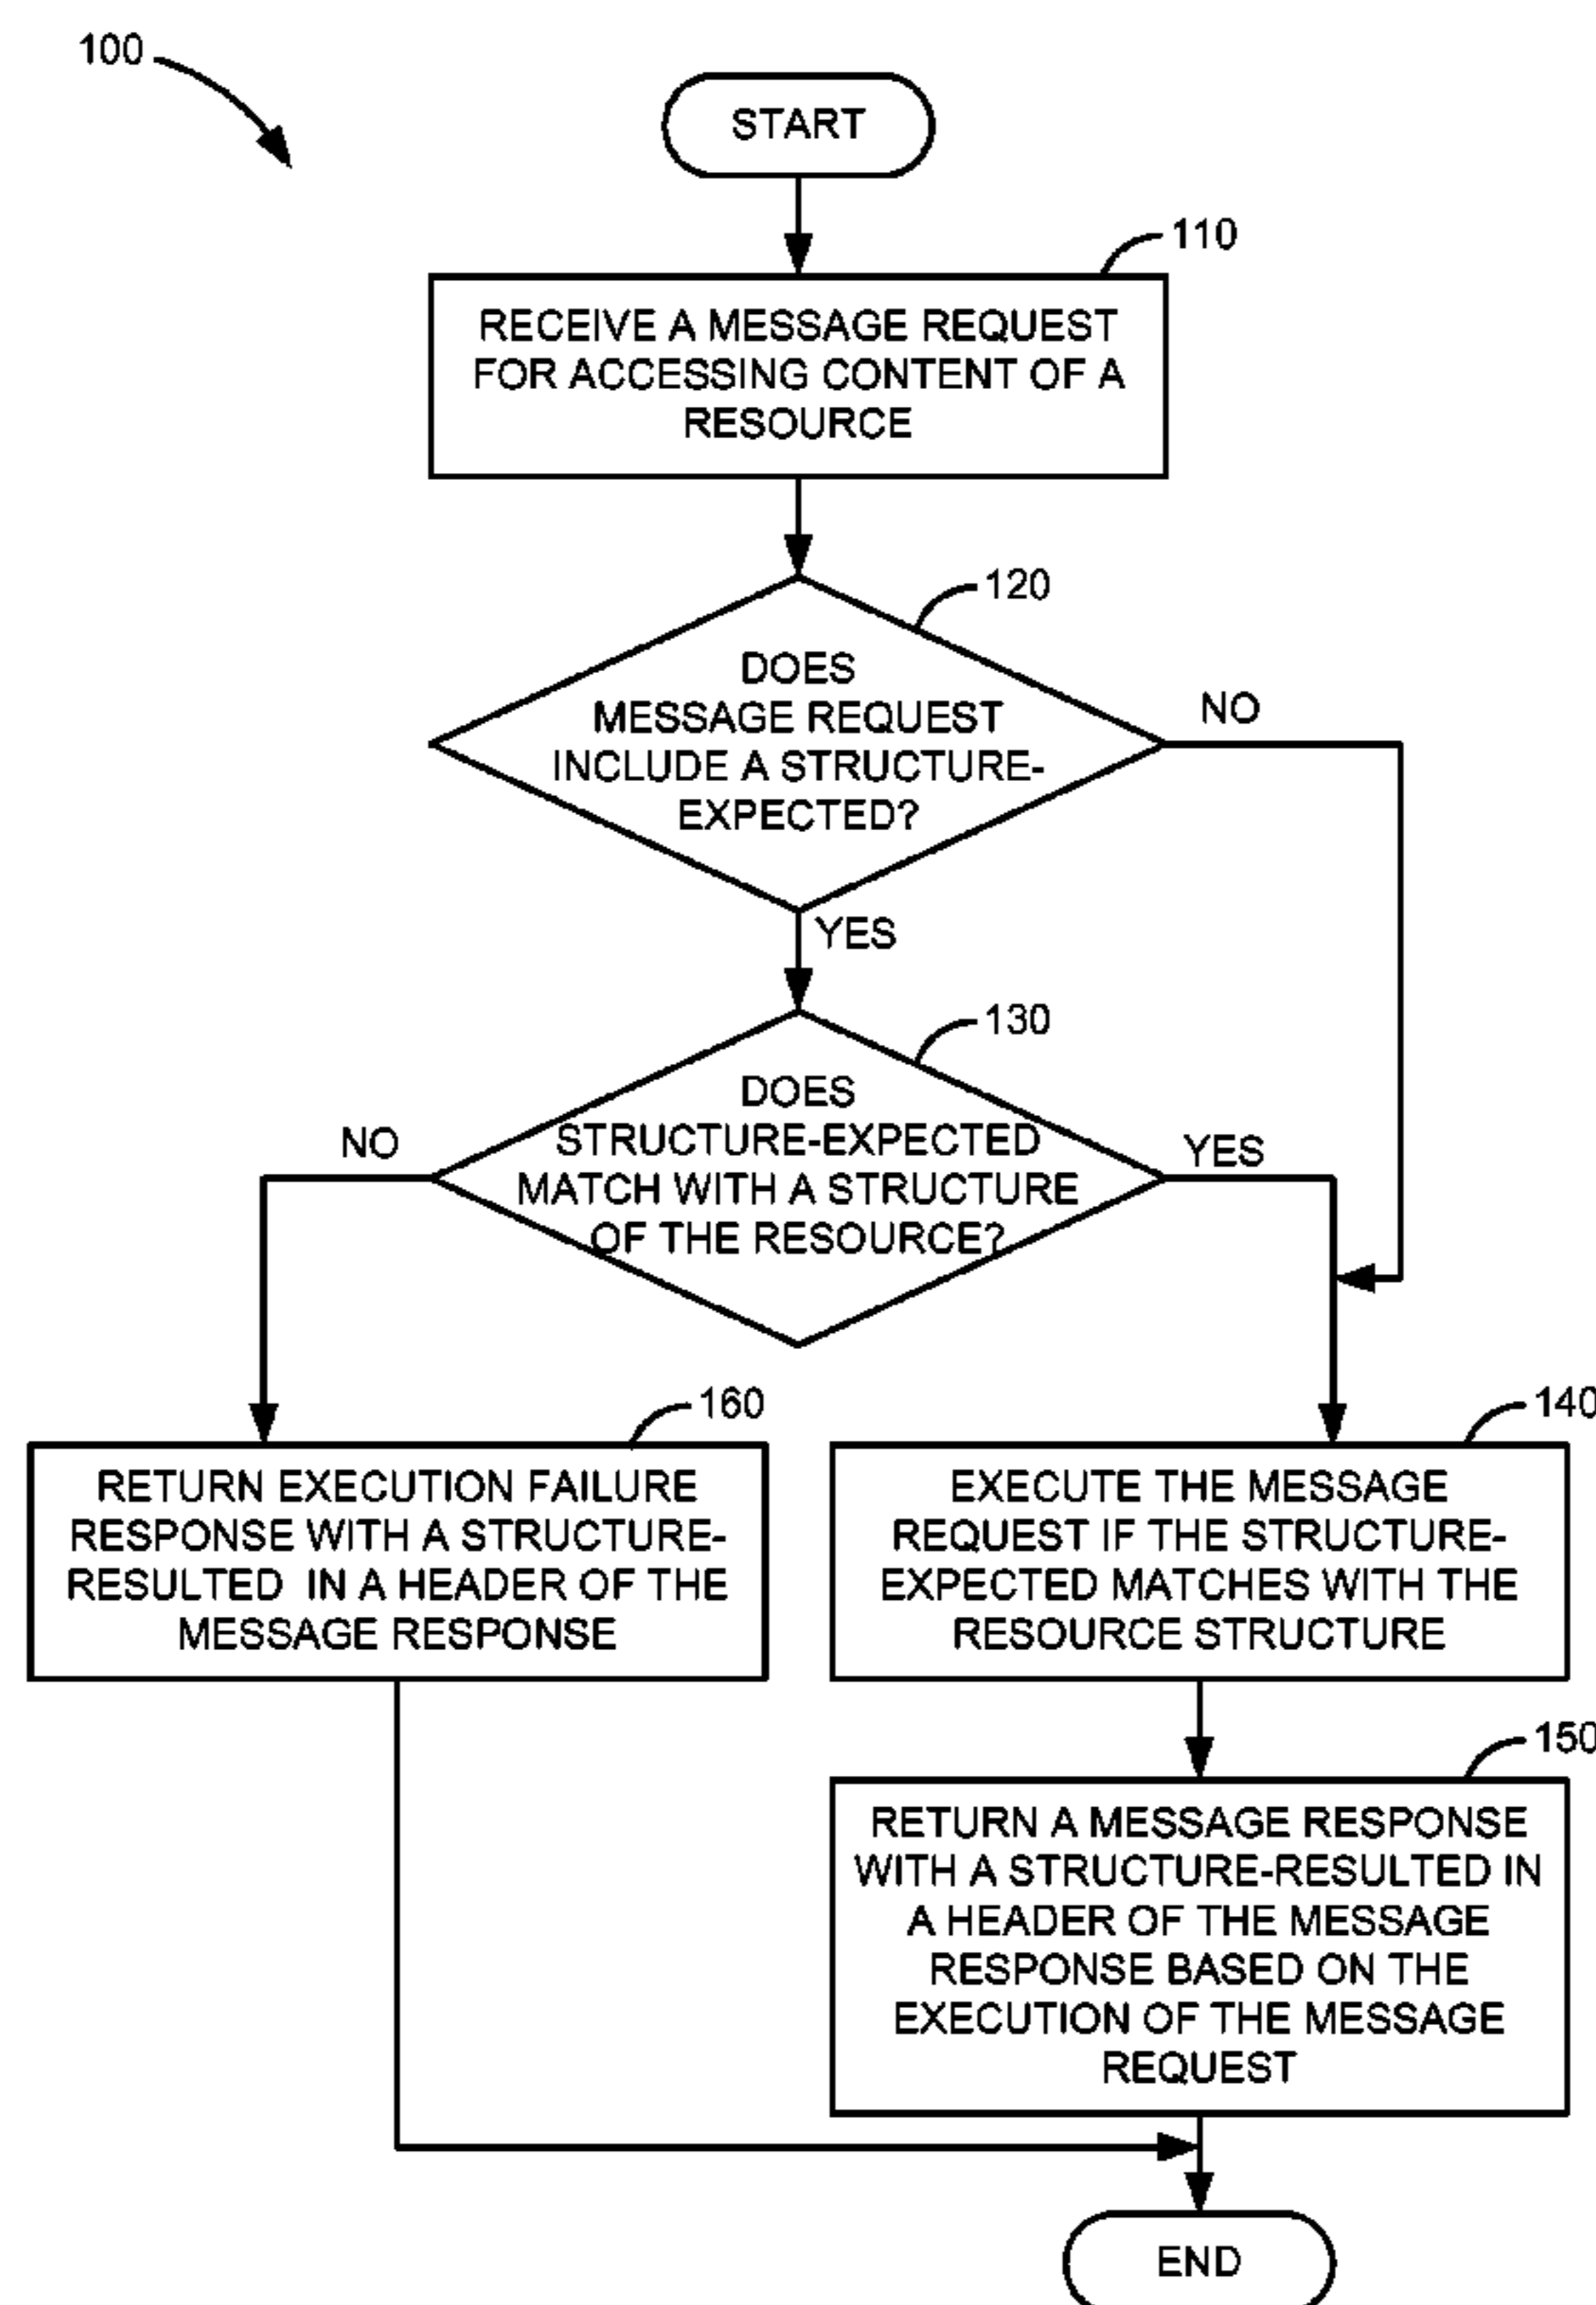 100
START
110
RECEIVE A MESSAGE REQUEST
FOR ACCESSING CONTENT OF A
RESOURCE
120
DOES
MESSAGE REQUEST
INCLUDE A STRUCTURE-
EXPECTED?
NO
YES
130
DOES
STRUCTURE-EXPECTED
MATCH WITH A STRUCTURE
OF THE RESOURCE?
NO
YES
160
RETURN EXECUTION FAILURE
RESPONSE WITH A STRUCTURE-
RESULTED IN A HEADER OF THE
MESSAGE RESPONSE
140
EXECUTE THE MESSAGE
REQUEST IF THE STRUCTURE-
EXPECTED MATCHES WITH THE
RESOURCE STRUCTURE
150
RETURN A MESSAGE RESPONSE
WITH A STRUCTURE-RESULTED IN
A HEADER OF THE MESSAGE
RESPONSE BASED ON THE
EXECUTION OF THE MESSAGE
REQUEST
END